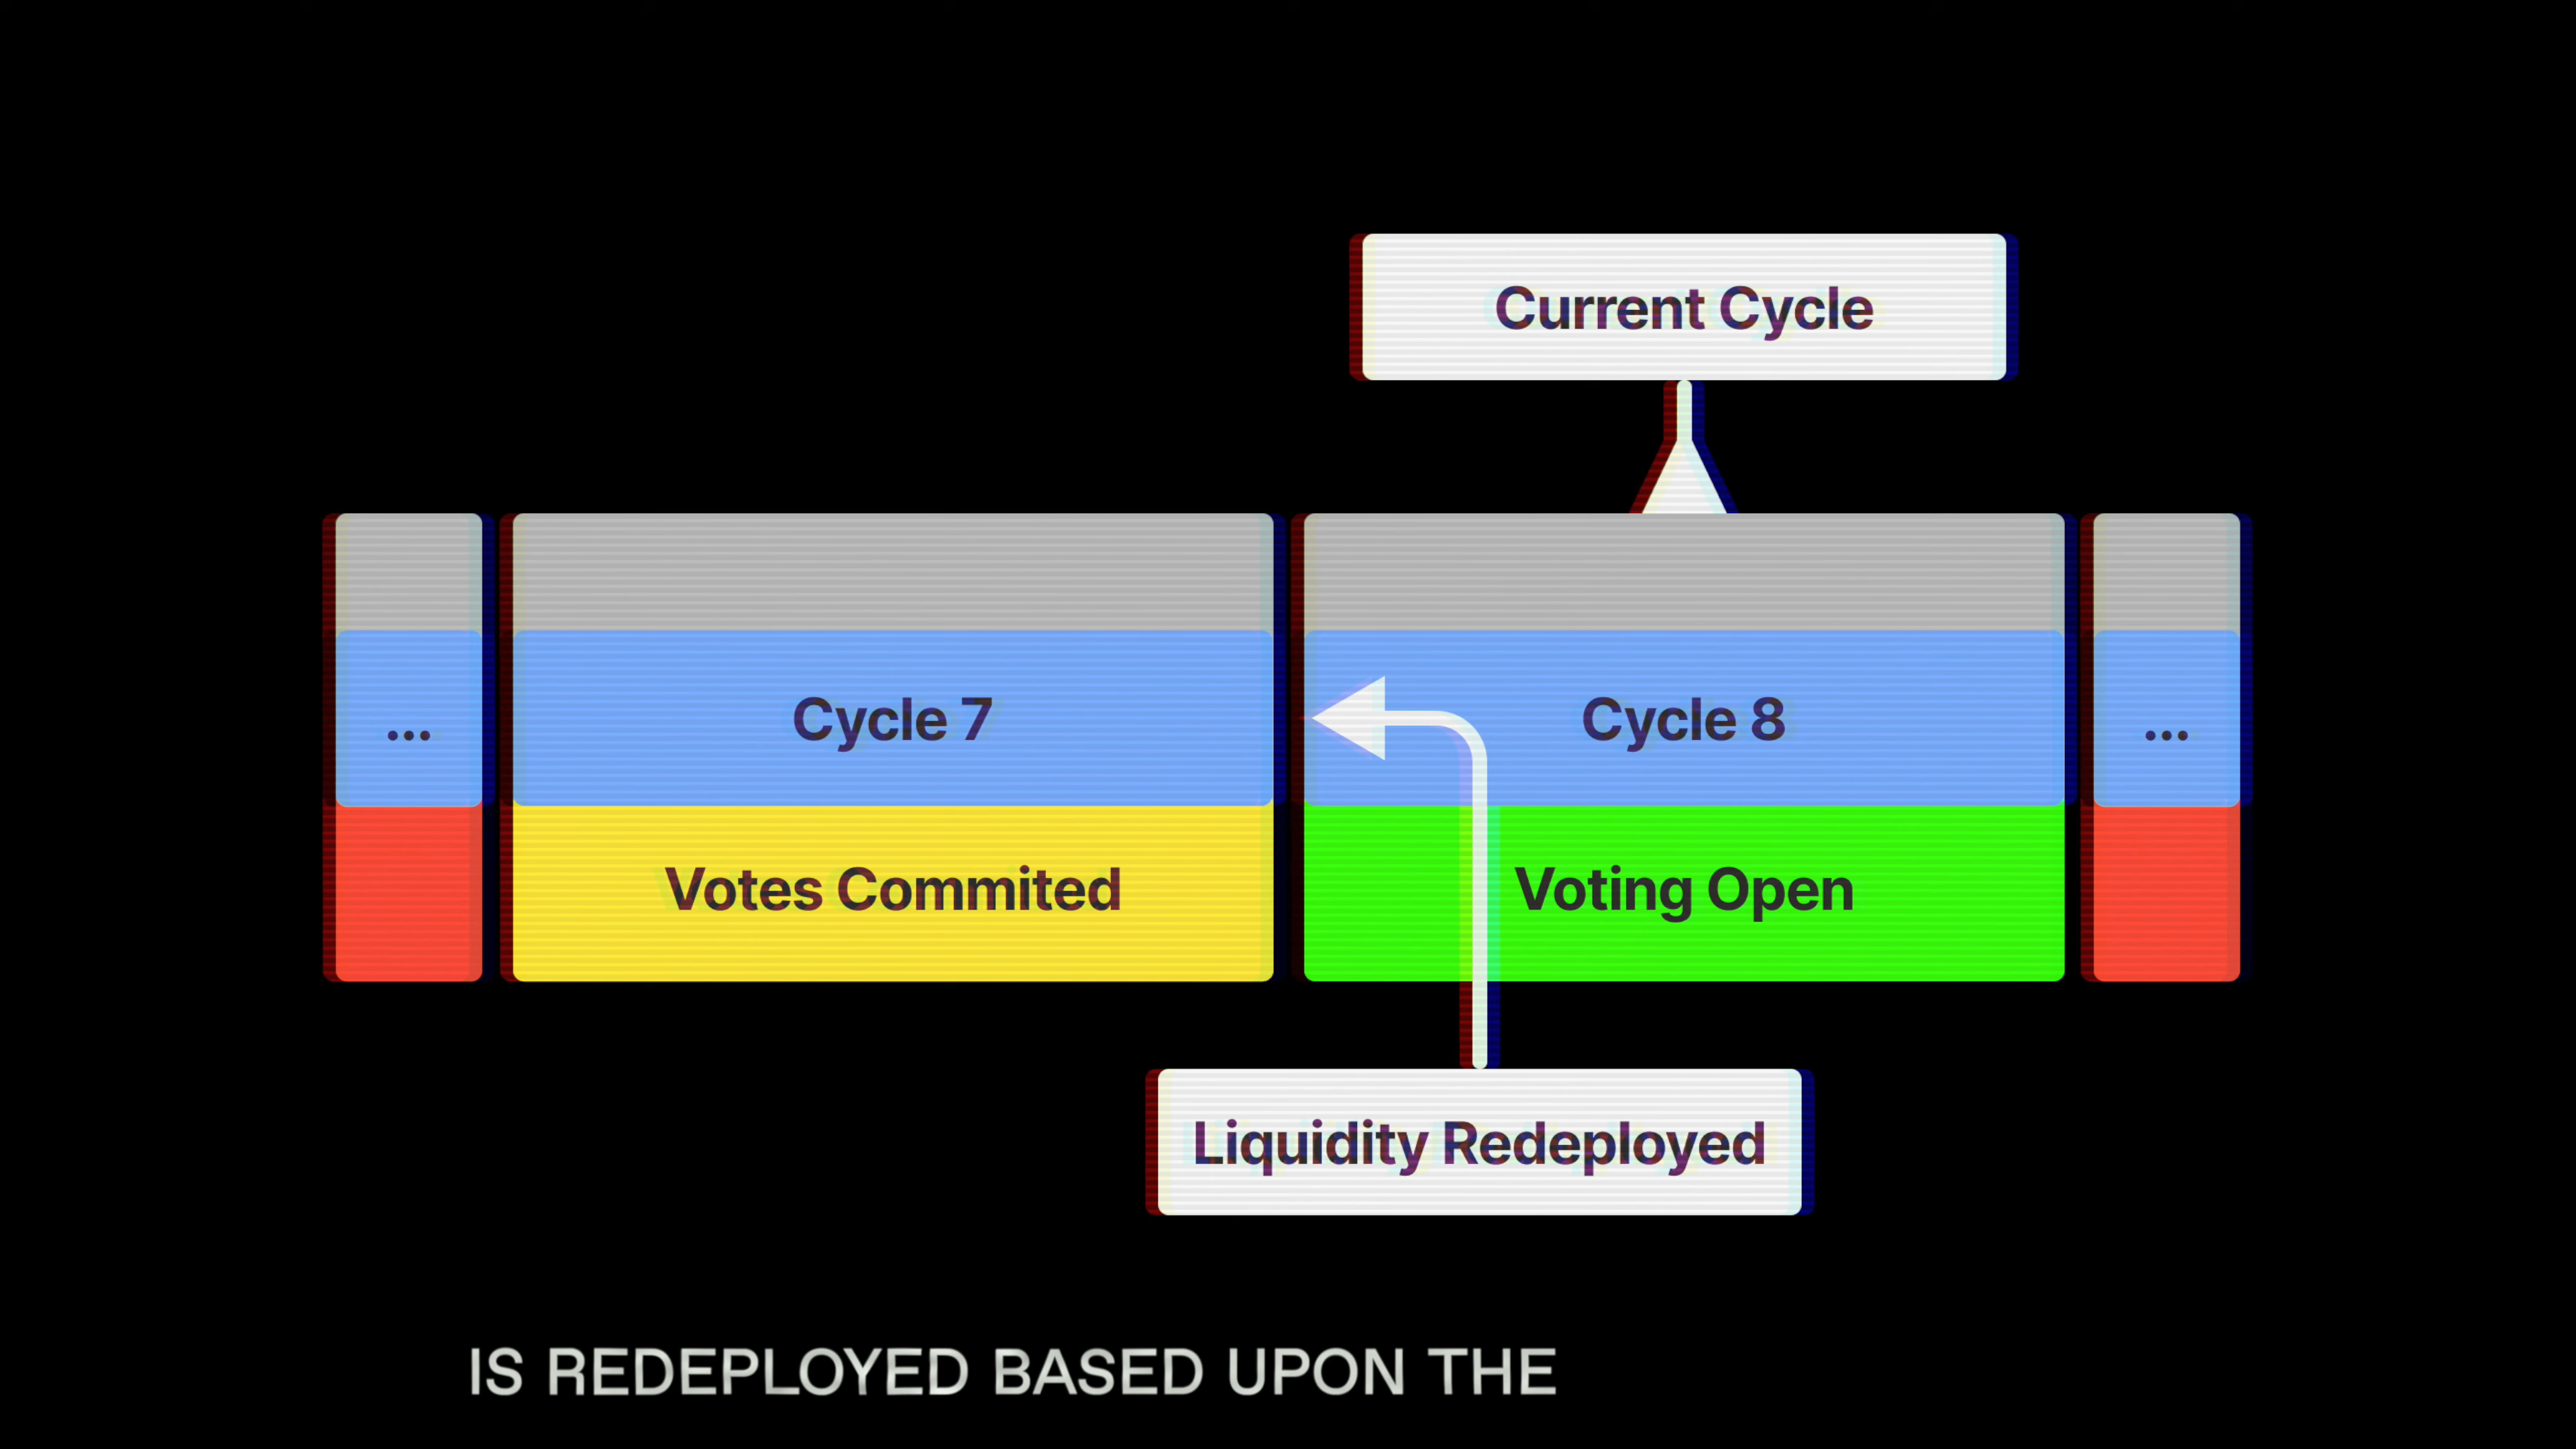 Current Cycle
... Cycle 7 Cycle 8 ...
Votes Commited Voting Open
Liquidity Redeployed
IS REDEPLOYED BASED UPON THE